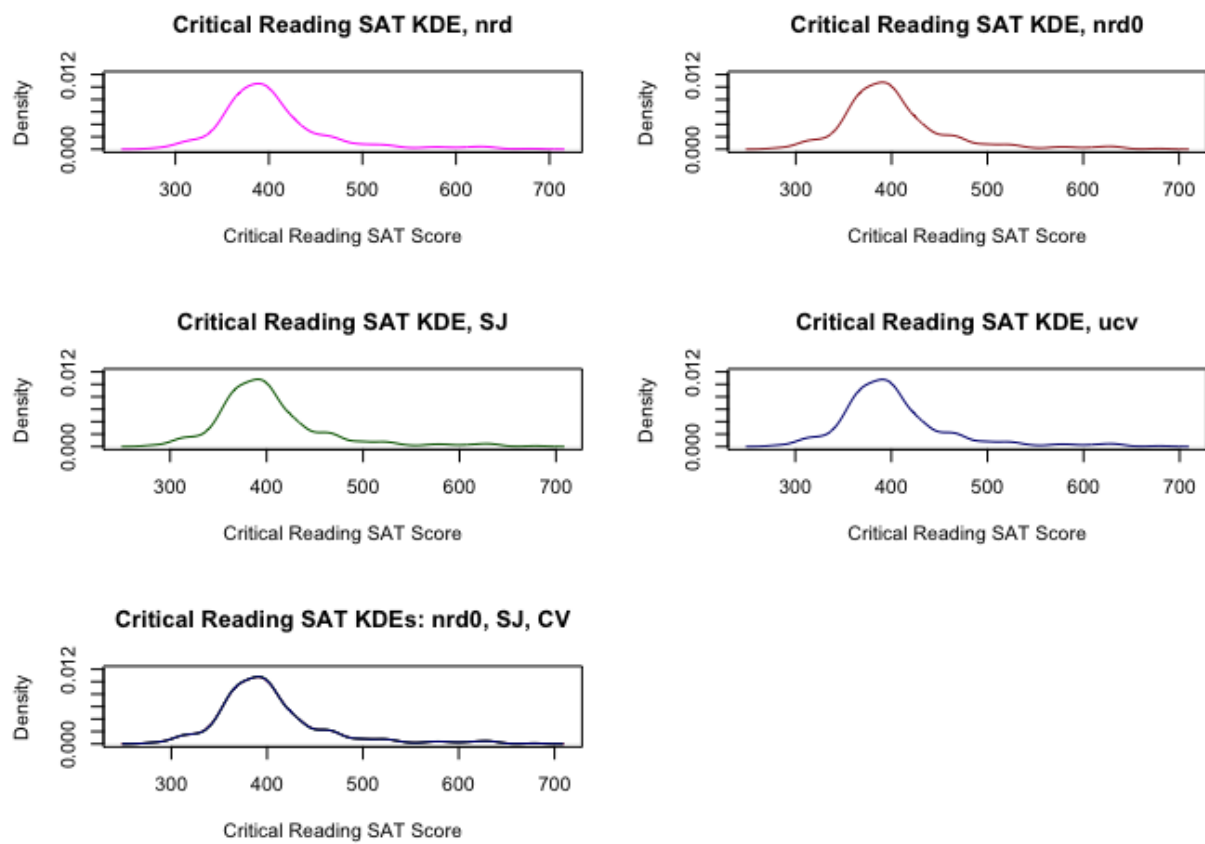 Critical Reading SAT KDE, nrd
Density
0.000 0.012
300 400 500 600 700
Critical Reading SAT Score
Critical Reading SAT KDE, nrd0
Density
0.000 0.012
300 400 500 600 700
Critical Reading SAT Score
Critical Reading SAT KDE, SJ
Density
0.000 0.012
300 400 500 600 700
Critical Reading SAT Score
Critical Reading SAT KDE, ucv
Density
0.000 0.012
300 400 500 600 700
Critical Reading SAT Score
Critical Reading SAT KDEs: nrd0, SJ, CV
Density
0.000 0.012
300 400 500 600 700
Critical Reading SAT Score